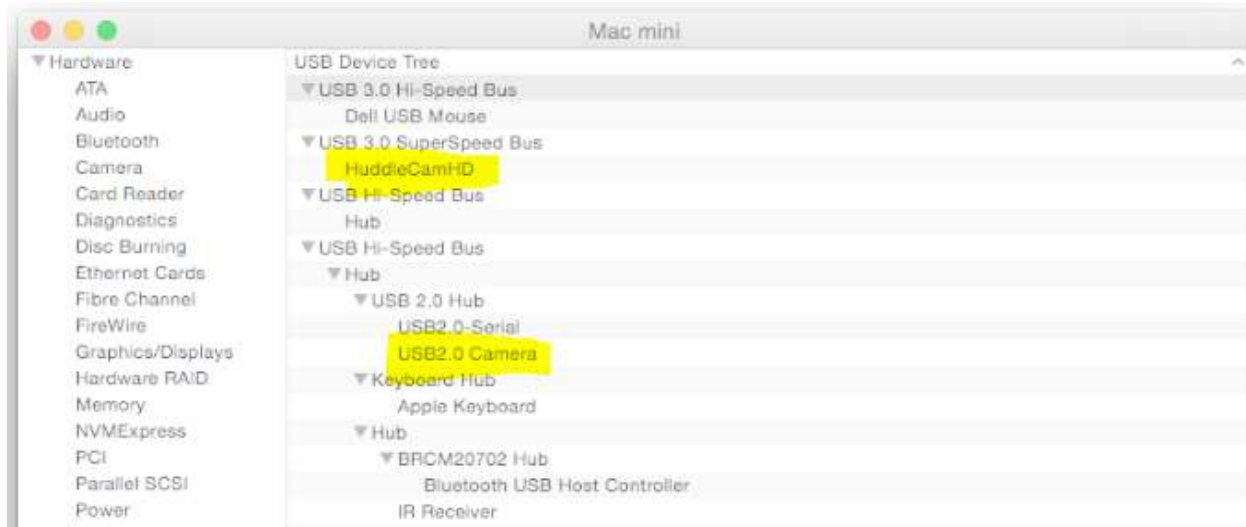 Mac mini
Hardware
ATA
Audio
Bluetooth
Camera
Card Reader
Diagnostics
Disc Burning
Ethernet Cards
Fibre Channel
FireWire
Graphics/Displays
Hardware RAID
Memory
NVMExpress
PCI
Parallel SCSI
Power
USB Device Tree
USB 3.0 Hi-Speed Bus
Dell USB Mouse
USB 3.0 SuperSpeed Bus
HuddleCamHD
USB Hi-Speed Bus
Hub
USB Hi-Speed Bus
Hub
USB 2.0 Hub
USB2.0-Serial
USB2.0 Camera
Keyboard Hub
Apple Keyboard
Hub
BRCM20702 Hub
Bluetooth USB Host Controller
IR Receiver